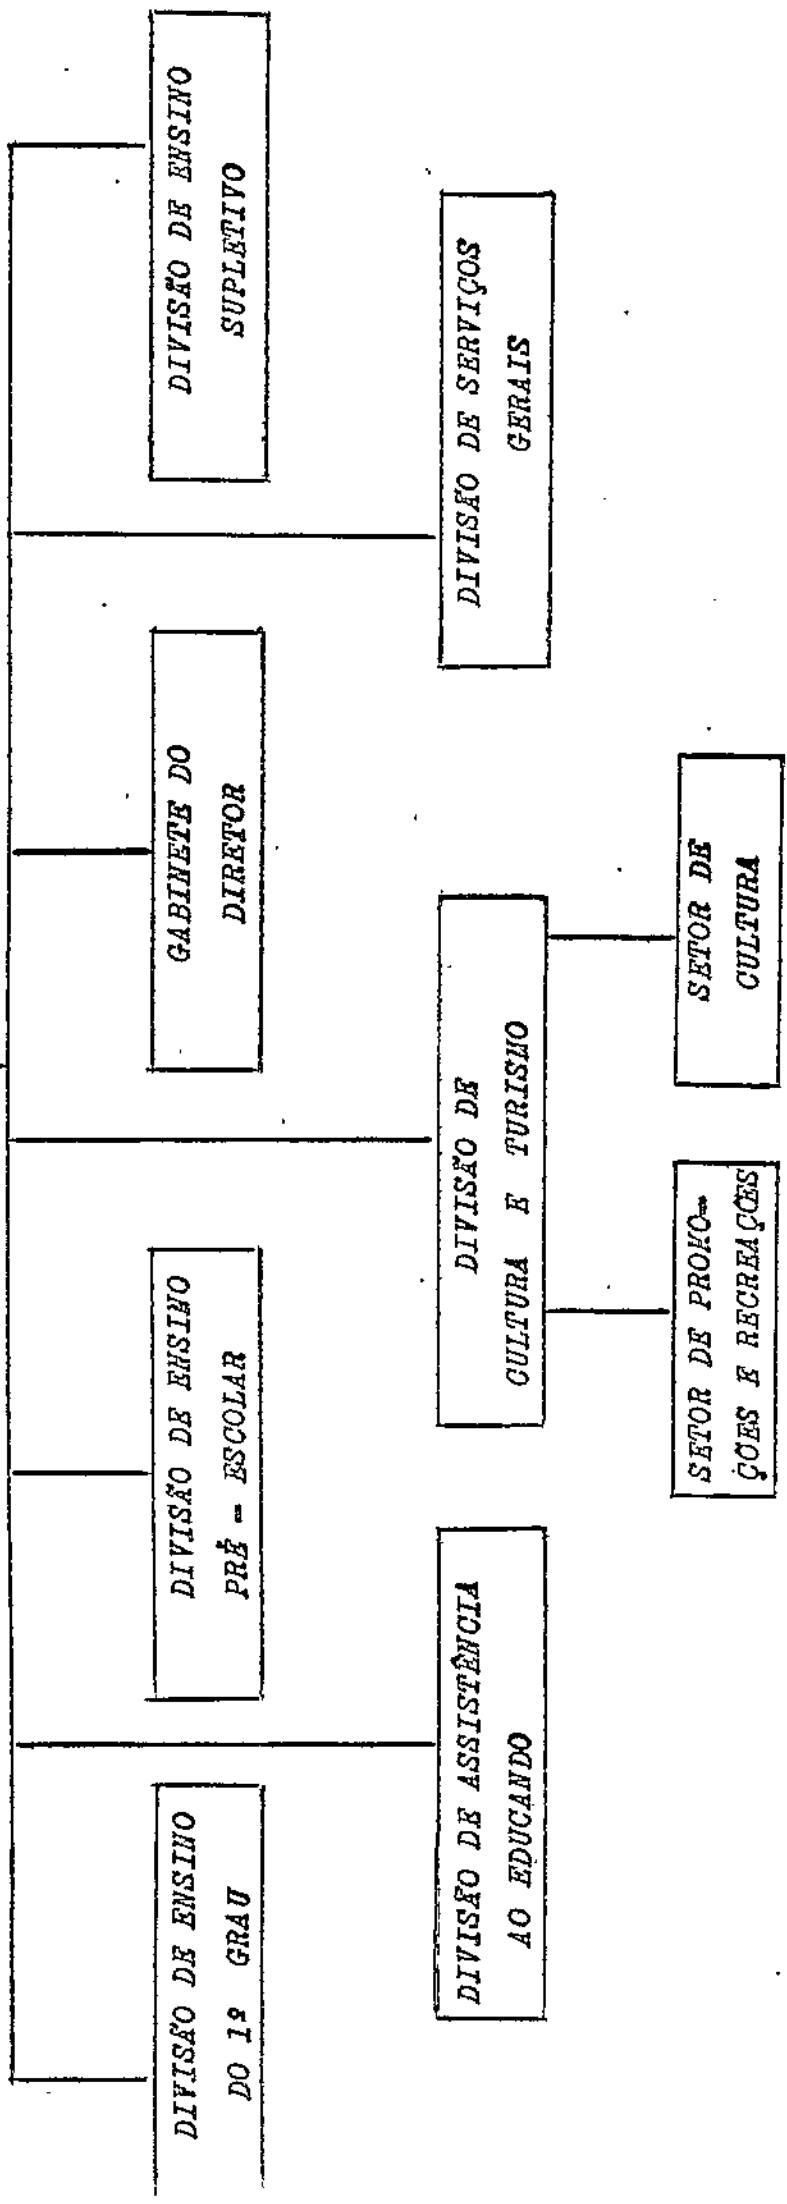 DIVISÃO DE ENSINO
DO 1º GRAU
DIVISÃO DE ENSINO
PRÉ - ESCOLAR
GABINETE DO
DIRETOR
DIVISÃO DE ENSINO
SUPLETIVO
DIVISÃO DE ASSISTÊNCIA
AO EDUCANDO
DIVISÃO DE
CULTURA E TURISMO
DIVISÃO DE SERVIÇOS
GERAIS
SETOR DE PROMO-
ÇÕES E RECREAÇÕES
SETOR DE
CULTURA